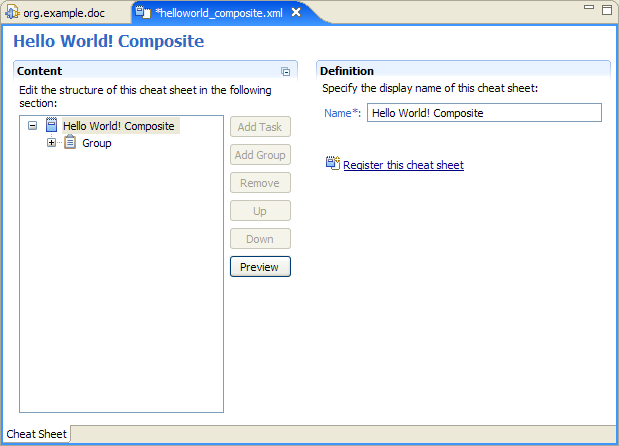 org.example.doc
*helloworld_composite.xml
Hello World! Composite
Content
Edit the structure of this cheat sheet in the following
section:
Hello World! Composite
Group
Add Task
Add Group
Remove
Up
Down
Preview
Definition
Specify the display name of this cheat sheet:
Name*: Hello World! Composite
Register this cheat sheet
Cheat Sheet